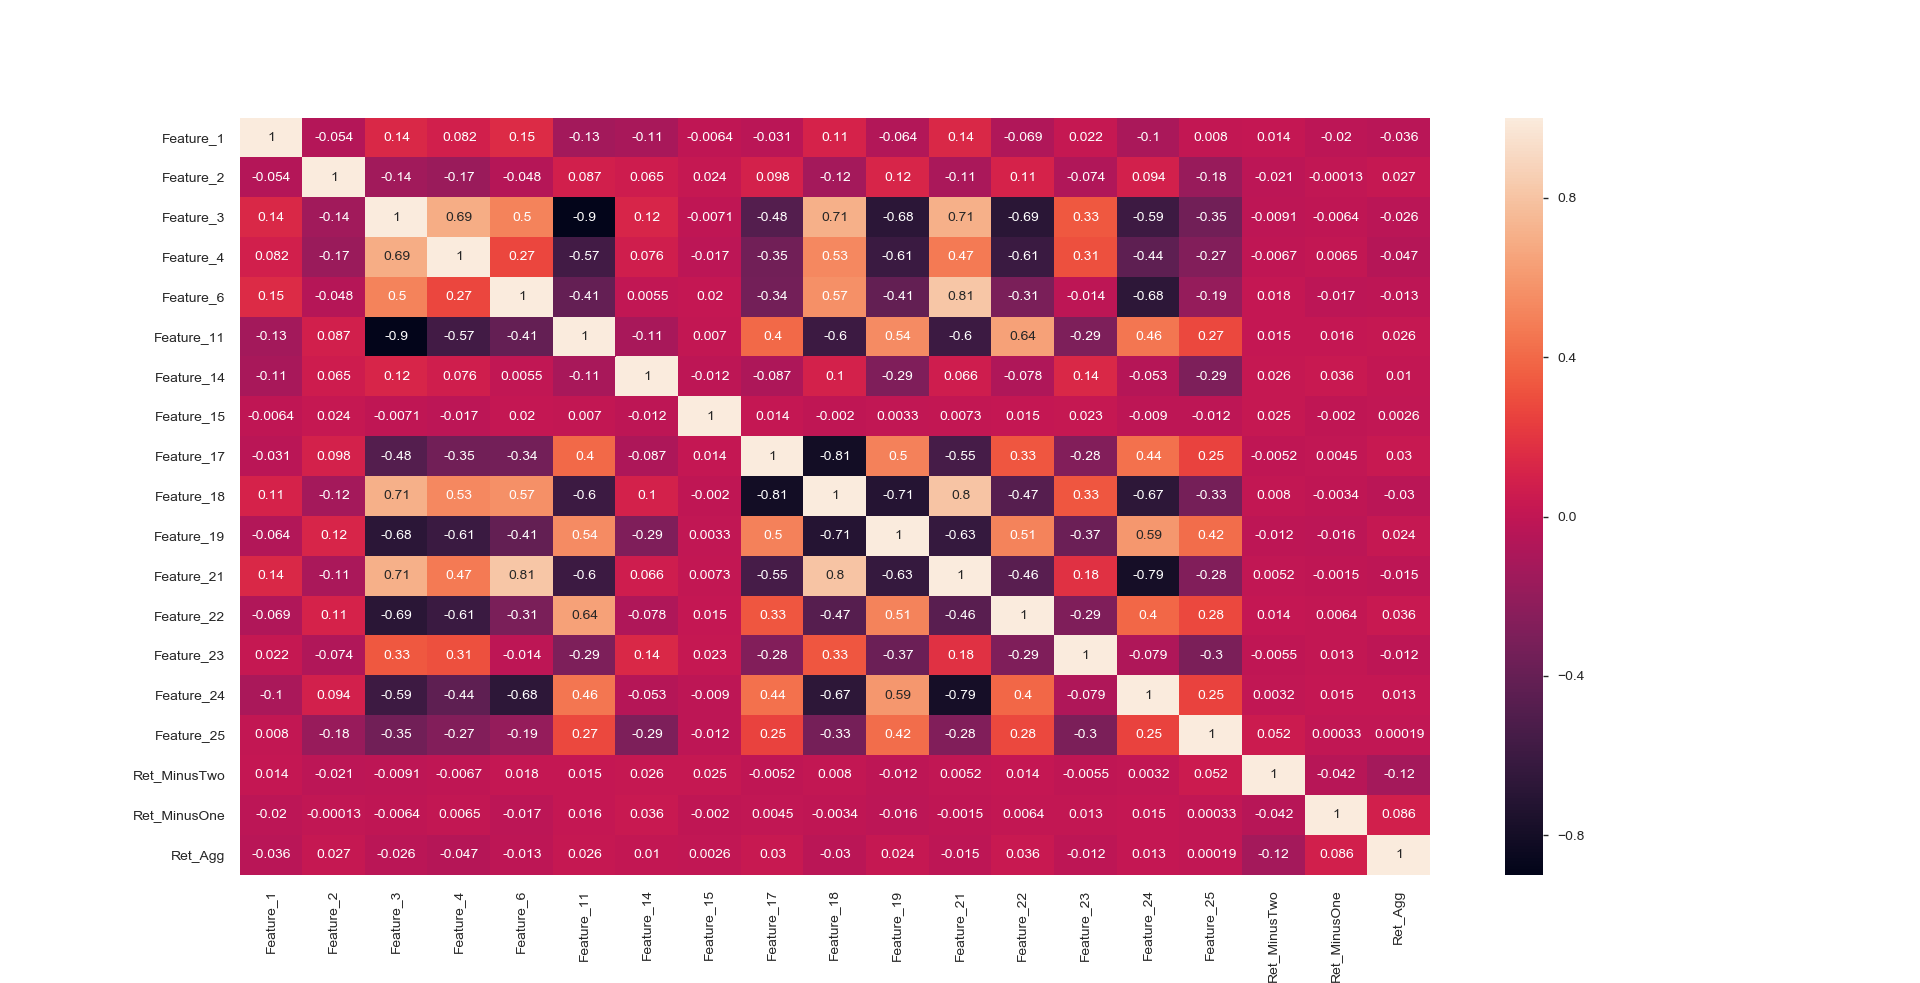 Feature_1 1 -0.054 0.14 0.082 0.15 -0.13 -0.11 -0.0064 -0.031 0.11 -0.064 0.14 -0.069 0.022 -0.1 0.008 0.014 -0.02 -0.036
Feature_2 -0.054 1 -0.14 -0.17 -0.048 0.087 0.065 0.024 0.098 -0.12 0.12 -0.11 0.11 -0.074 0.094 -0.18 -0.021 -0.00013 0.027
Feature_3 0.14 -0.14 1 0.69 0.5 -0.9 0.12 -0.0071 -0.48 0.71 -0.68 0.71 -0.69 0.33 -0.59 -0.35 -0.0091 -0.0064 -0.026
Feature_4 0.082 -0.17 0.69 1 0.27 -0.57 0.076 -0.017 -0.35 0.53 -0.61 0.47 -0.61 0.31 -0.44 -0.27 -0.0067 0.0065 -0.047
Feature_6 0.15 -0.048 0.5 0.27 1 -0.41 0.0055 0.02 -0.34 0.57 -0.41 0.81 -0.31 -0.014 -0.68 -0.19 0.018 -0.017 -0.013
Feature_11 -0.13 0.087 -0.9 -0.57 -0.41 1 -0.11 0.007 0.4 -0.6 0.54 -0.6 0.64 -0.29 0.46 0.27 0.015 0.016 0.026
Feature_14 -0.11 0.065 0.12 0.076 0.0055 -0.11 1 -0.012 -0.087 0.1 -0.29 0.066 -0.078 0.14 -0.053 -0.29 0.026 0.036 0.01
Feature_15 -0.0064 0.024 -0.0071 -0.017 0.02 0.007 -0.012 1 0.014 -0.002 0.0033 0.0073 0.015 0.023 -0.009 -0.012 0.025 -0.002 0.0026
Feature_17 -0.031 0.098 -0.48 -0.35 -0.34 0.4 -0.087 0.014 1 -0.81 0.5 -0.55 0.33 -0.28 0.44 0.25 -0.0052 0.0045 0.03
Feature_18 0.11 -0.12 0.71 0.53 0.57 -0.6 0.1 -0.002 -0.81 1 -0.71 0.8 -0.47 0.33 -0.67 -0.33 0.008 -0.0034 -0.03
Feature_19 -0.064 0.12 -0.68 -0.61 -0.41 0.54 -0.29 0.0033 0.5 -0.71 1 -0.63 0.51 -0.37 0.59 0.42 -0.012 -0.016 0.024
Feature_21 0.14 -0.11 0.71 0.47 0.81 -0.6 0.066 0.0073 -0.55 0.8 -0.63 1 -0.46 0.18 -0.79 -0.28 0.0052 -0.0015 -0.015
Feature_22 -0.069 0.11 -0.69 -0.61 -0.31 0.64 -0.078 0.015 0.33 -0.47 0.51 -0.46 1 -0.29 0.4 0.28 0.014 0.0064 0.036
Feature_23 0.022 -0.074 0.33 0.31 -0.014 -0.29 0.14 0.023 -0.28 0.33 -0.37 0.18 -0.29 1 -0.079 -0.3 -0.0055 0.013 -0.012
Feature_24 -0.1 0.094 -0.59 -0.44 -0.68 0.46 -0.053 -0.009 0.44 -0.67 0.59 -0.79 0.4 -0.079 1 0.25 0.0032 0.015 0.013
Feature_25 0.008 -0.18 -0.35 -0.27 -0.19 0.27 -0.29 -0.012 0.25 -0.33 0.42 -0.28 0.28 -0.3 0.25 1 0.052 0.00033 0.00019
Ret_MinusTwo 0.014 -0.021 -0.0091 -0.0067 0.018 0.015 0.026 0.025 -0.0052 0.008 -0.012 0.0052 0.014 -0.0055 0.0032 0.052 1 -0.042 -0.12
Ret_MinusOne -0.02 -0.00013 -0.0064 0.0065 -0.017 0.016 0.036 -0.002 0.0045 -0.0034 -0.016 -0.0015 0.0064 0.013 0.015 0.00033 -0.042 1 0.086
Ret_Agg -0.036 0.027 -0.026 -0.047 -0.013 0.026 0.01 0.0026 0.03 -0.03 0.024 -0.015 0.036 -0.012 0.013 0.00019 -0.12 0.086 1
Feature_1
Feature_2
Feature_3
Feature_4
Feature_6
Feature_11
Feature_14
Feature_15
Feature_17
Feature_18
Feature_19
Feature_21
Feature_22
Feature_23
Feature_24
Feature_25
Ret_MinusTwo
Ret_MinusOne
Ret_Agg
0.8
0.4
0.0
−0.4
−0.8